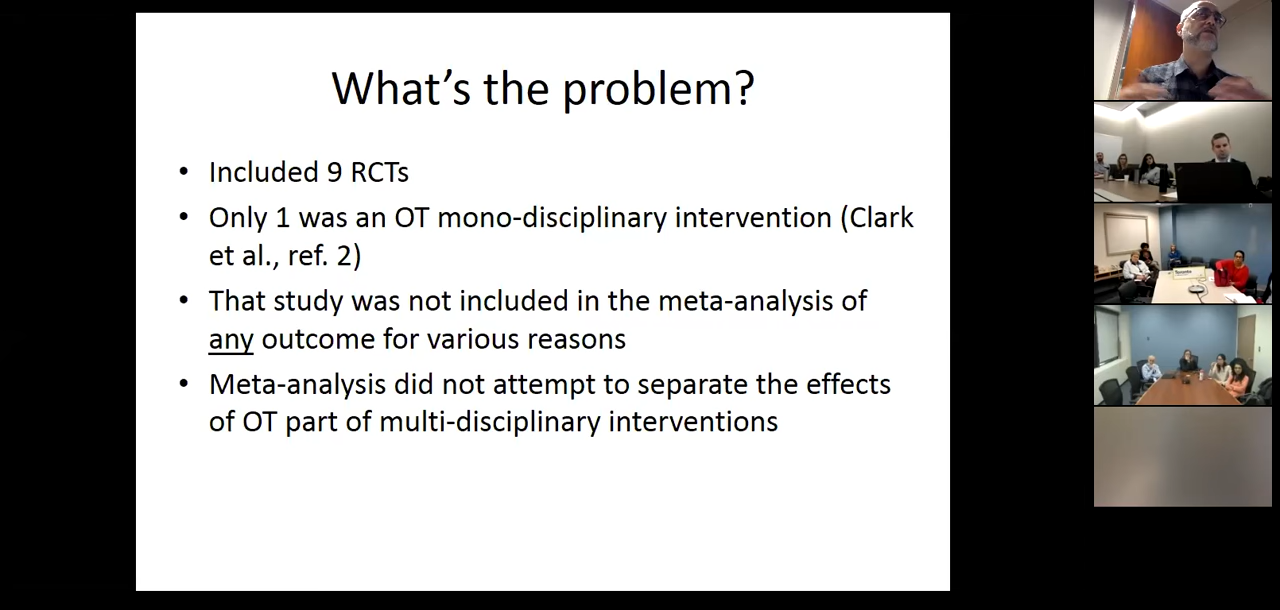 What's the problem?
• Included 9 RCTs
• Only 1 was an OT mono-disciplinary intervention (Clark
et al., ref. 2)
• That study was not included in the meta-analysis of
any outcome for various reasons
• Meta-analysis did not attempt to separate the effects
of OT part of multi-disciplinary interventions
Toronto